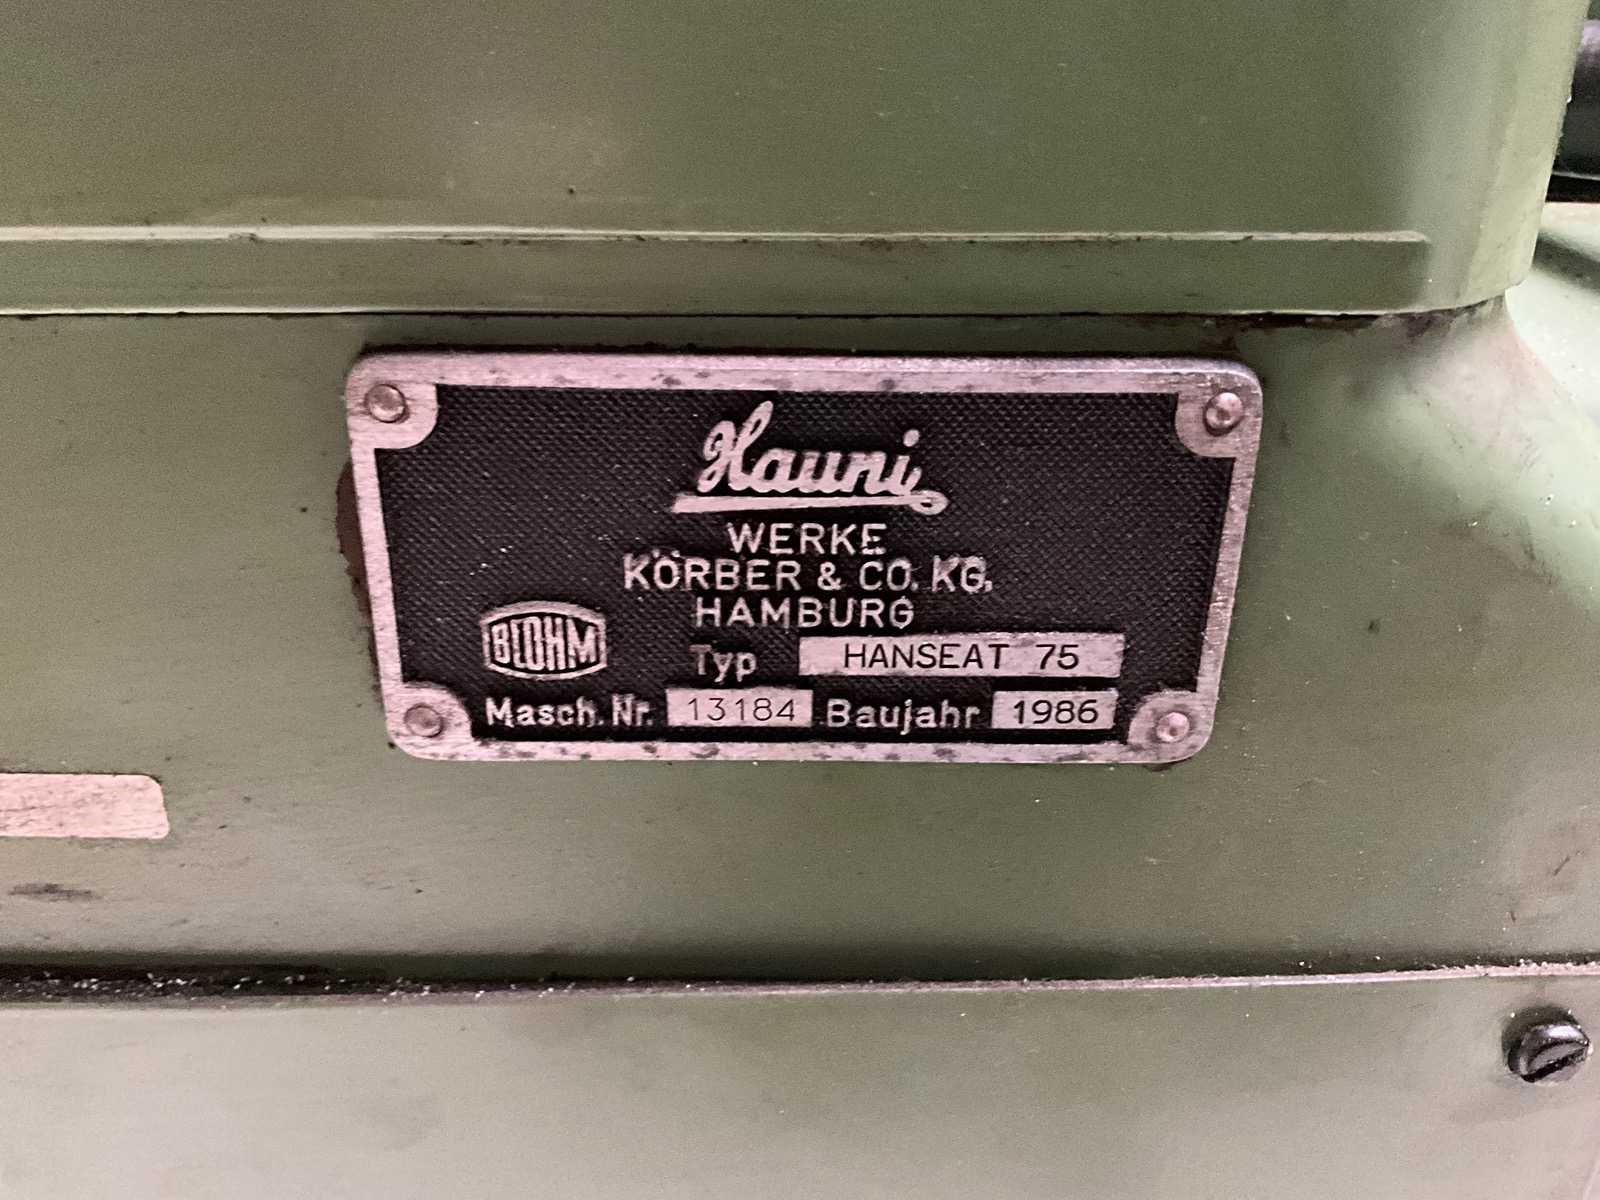 Hauni
WERKE
KÖRBER & CO. KG.
HAMBURG
BLOHM
Typ HANSEAT 75
Masch. Nr. 13184 Baujahr 1986